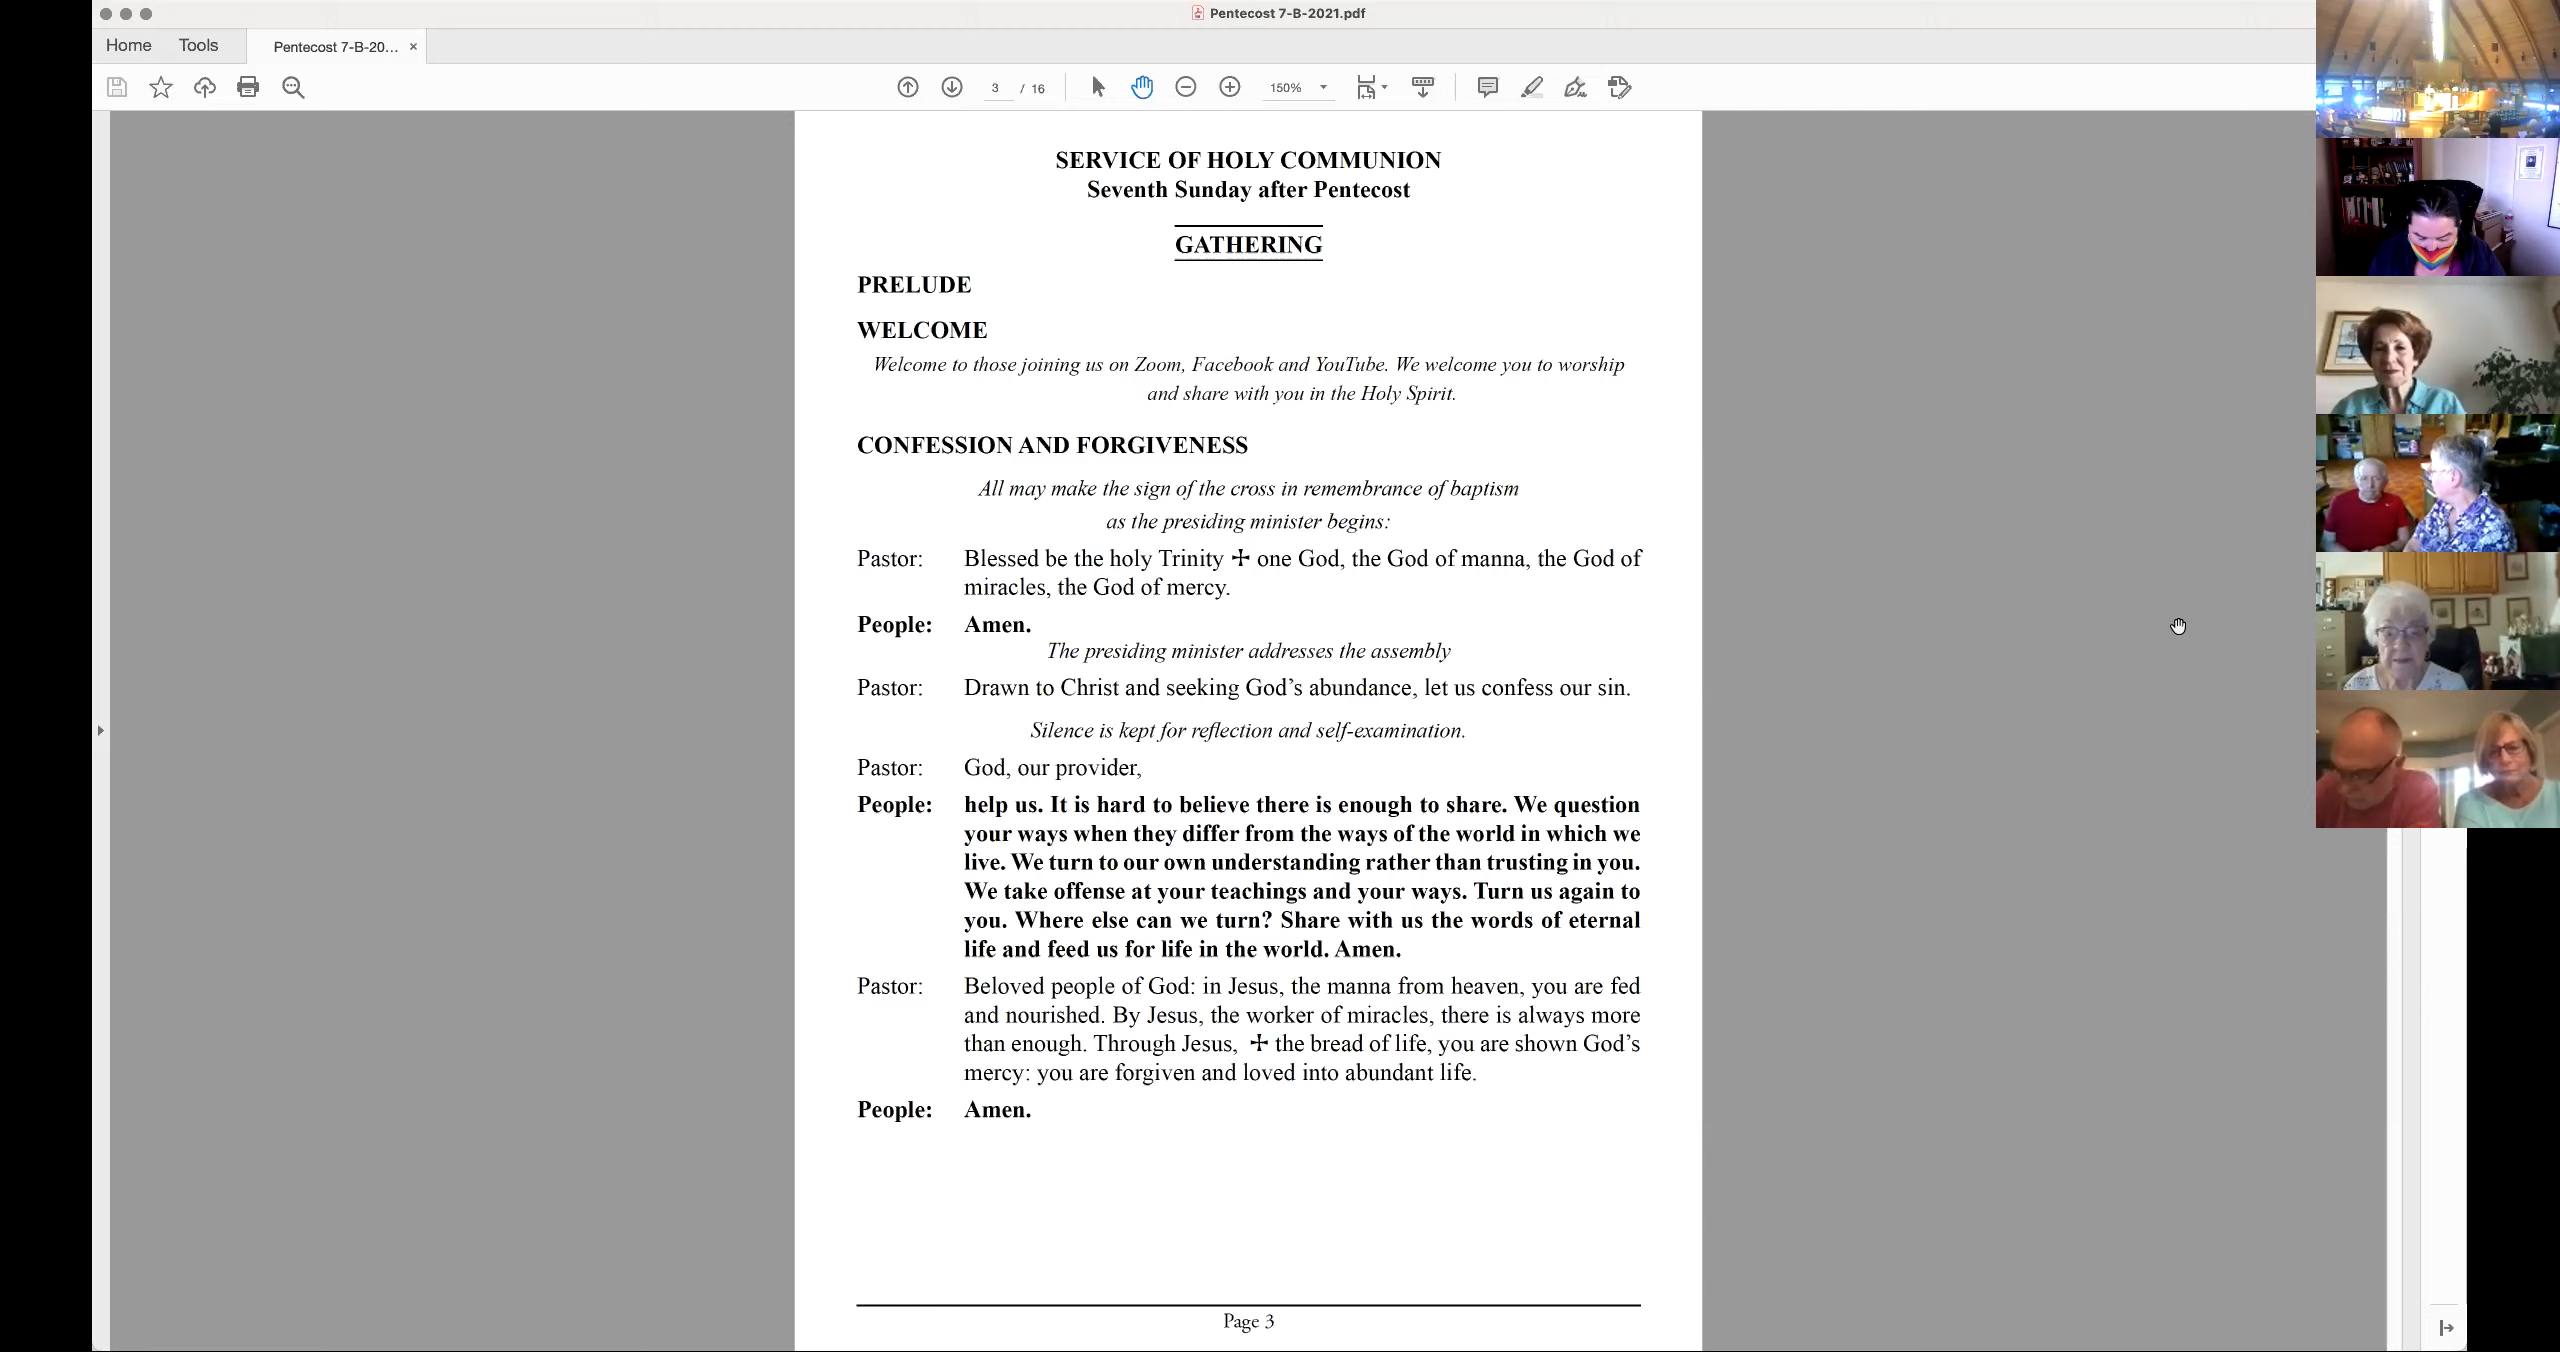 Pentecost 7-B-2021.pdf
Home Tools Pentecost 7-B-20... ×
3 / 16 150%
SERVICE OF HOLY COMMUNION
Seventh Sunday after Pentecost
GATHERING
PRELUDE
WELCOME
Welcome to those joining us on Zoom, Facebook and YouTube. We welcome you to worship
and share with you in the Holy Spirit.
CONFESSION AND FORGIVENESS
All may make the sign of the cross in remembrance of baptism
as the presiding minister begins:
Pastor: Blessed be the holy Trinity ☩ one God, the God of manna, the God of
miracles, the God of mercy.
People: Amen.
The presiding minister addresses the assembly
Pastor: Drawn to Christ and seeking God’s abundance, let us confess our sin.
Silence is kept for reflection and self-examination.
Pastor: God, our provider,
People: help us. It is hard to believe there is enough to share. We question
your ways when they differ from the ways of the world in which we
live. We turn to our own understanding rather than trusting in you.
We take offense at your teachings and your ways. Turn us again to
you. Where else can we turn? Share with us the words of eternal
life and feed us for life in the world. Amen.
Pastor: Beloved people of God: in Jesus, the manna from heaven, you are fed
and nourished. By Jesus, the worker of miracles, there is always more
than enough. Through Jesus, ☩ the bread of life, you are shown God’s
mercy: you are forgiven and loved into abundant life.
People: Amen.
Page 3